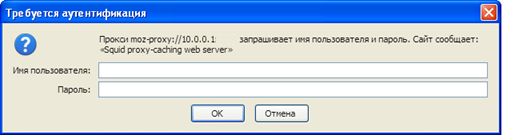 Требуется аутентификация
Прокси moz-proxy://10.0.0.1: запрашивает имя пользователя и пароль. Сайт сообщает:
«Squid proxy-caching web server»
Имя пользователя:
Пароль:
OK Отмена